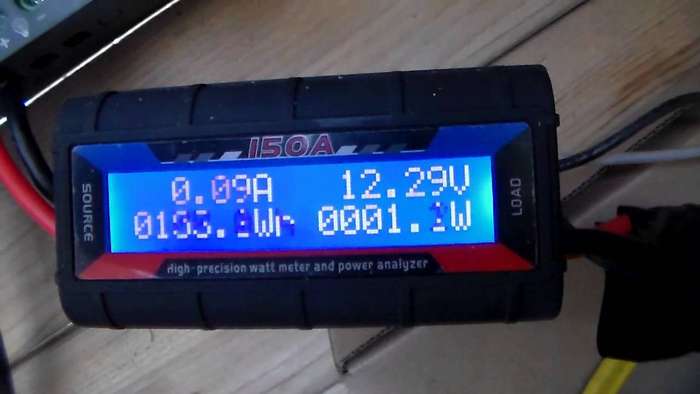 150A
SOURCE
0.09A 12.29V
0001.1W
LOAD
High-precision watt meter and power analyzer